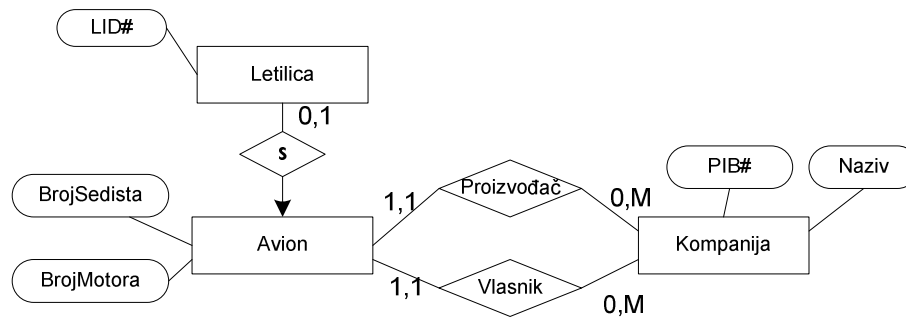 LID#
Letilica
0,1
S
PIB#
Naziv
BrojSedista
Proizvođač
1,1
0,M
Avion
Kompanija
BrojMotora
1,1
Vlasnik
0,M